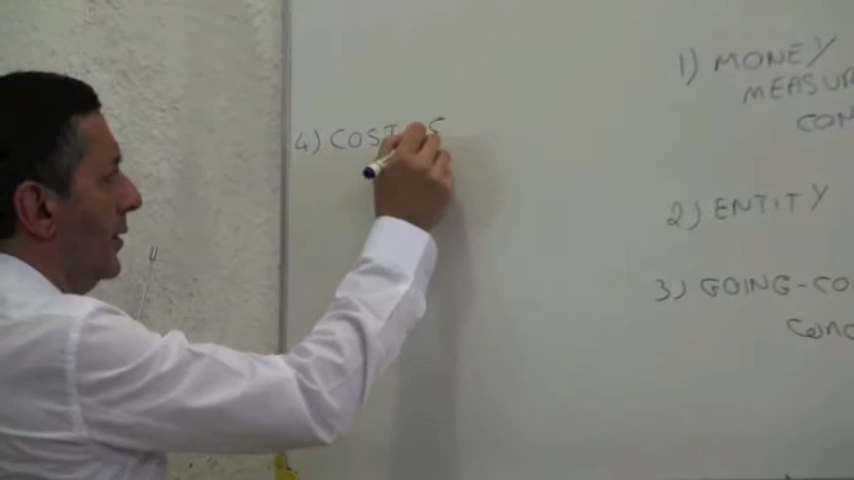 1) MONEY
MEASUR
CON
2) ENTITY
3) GOING-CO
CONC
4) COST